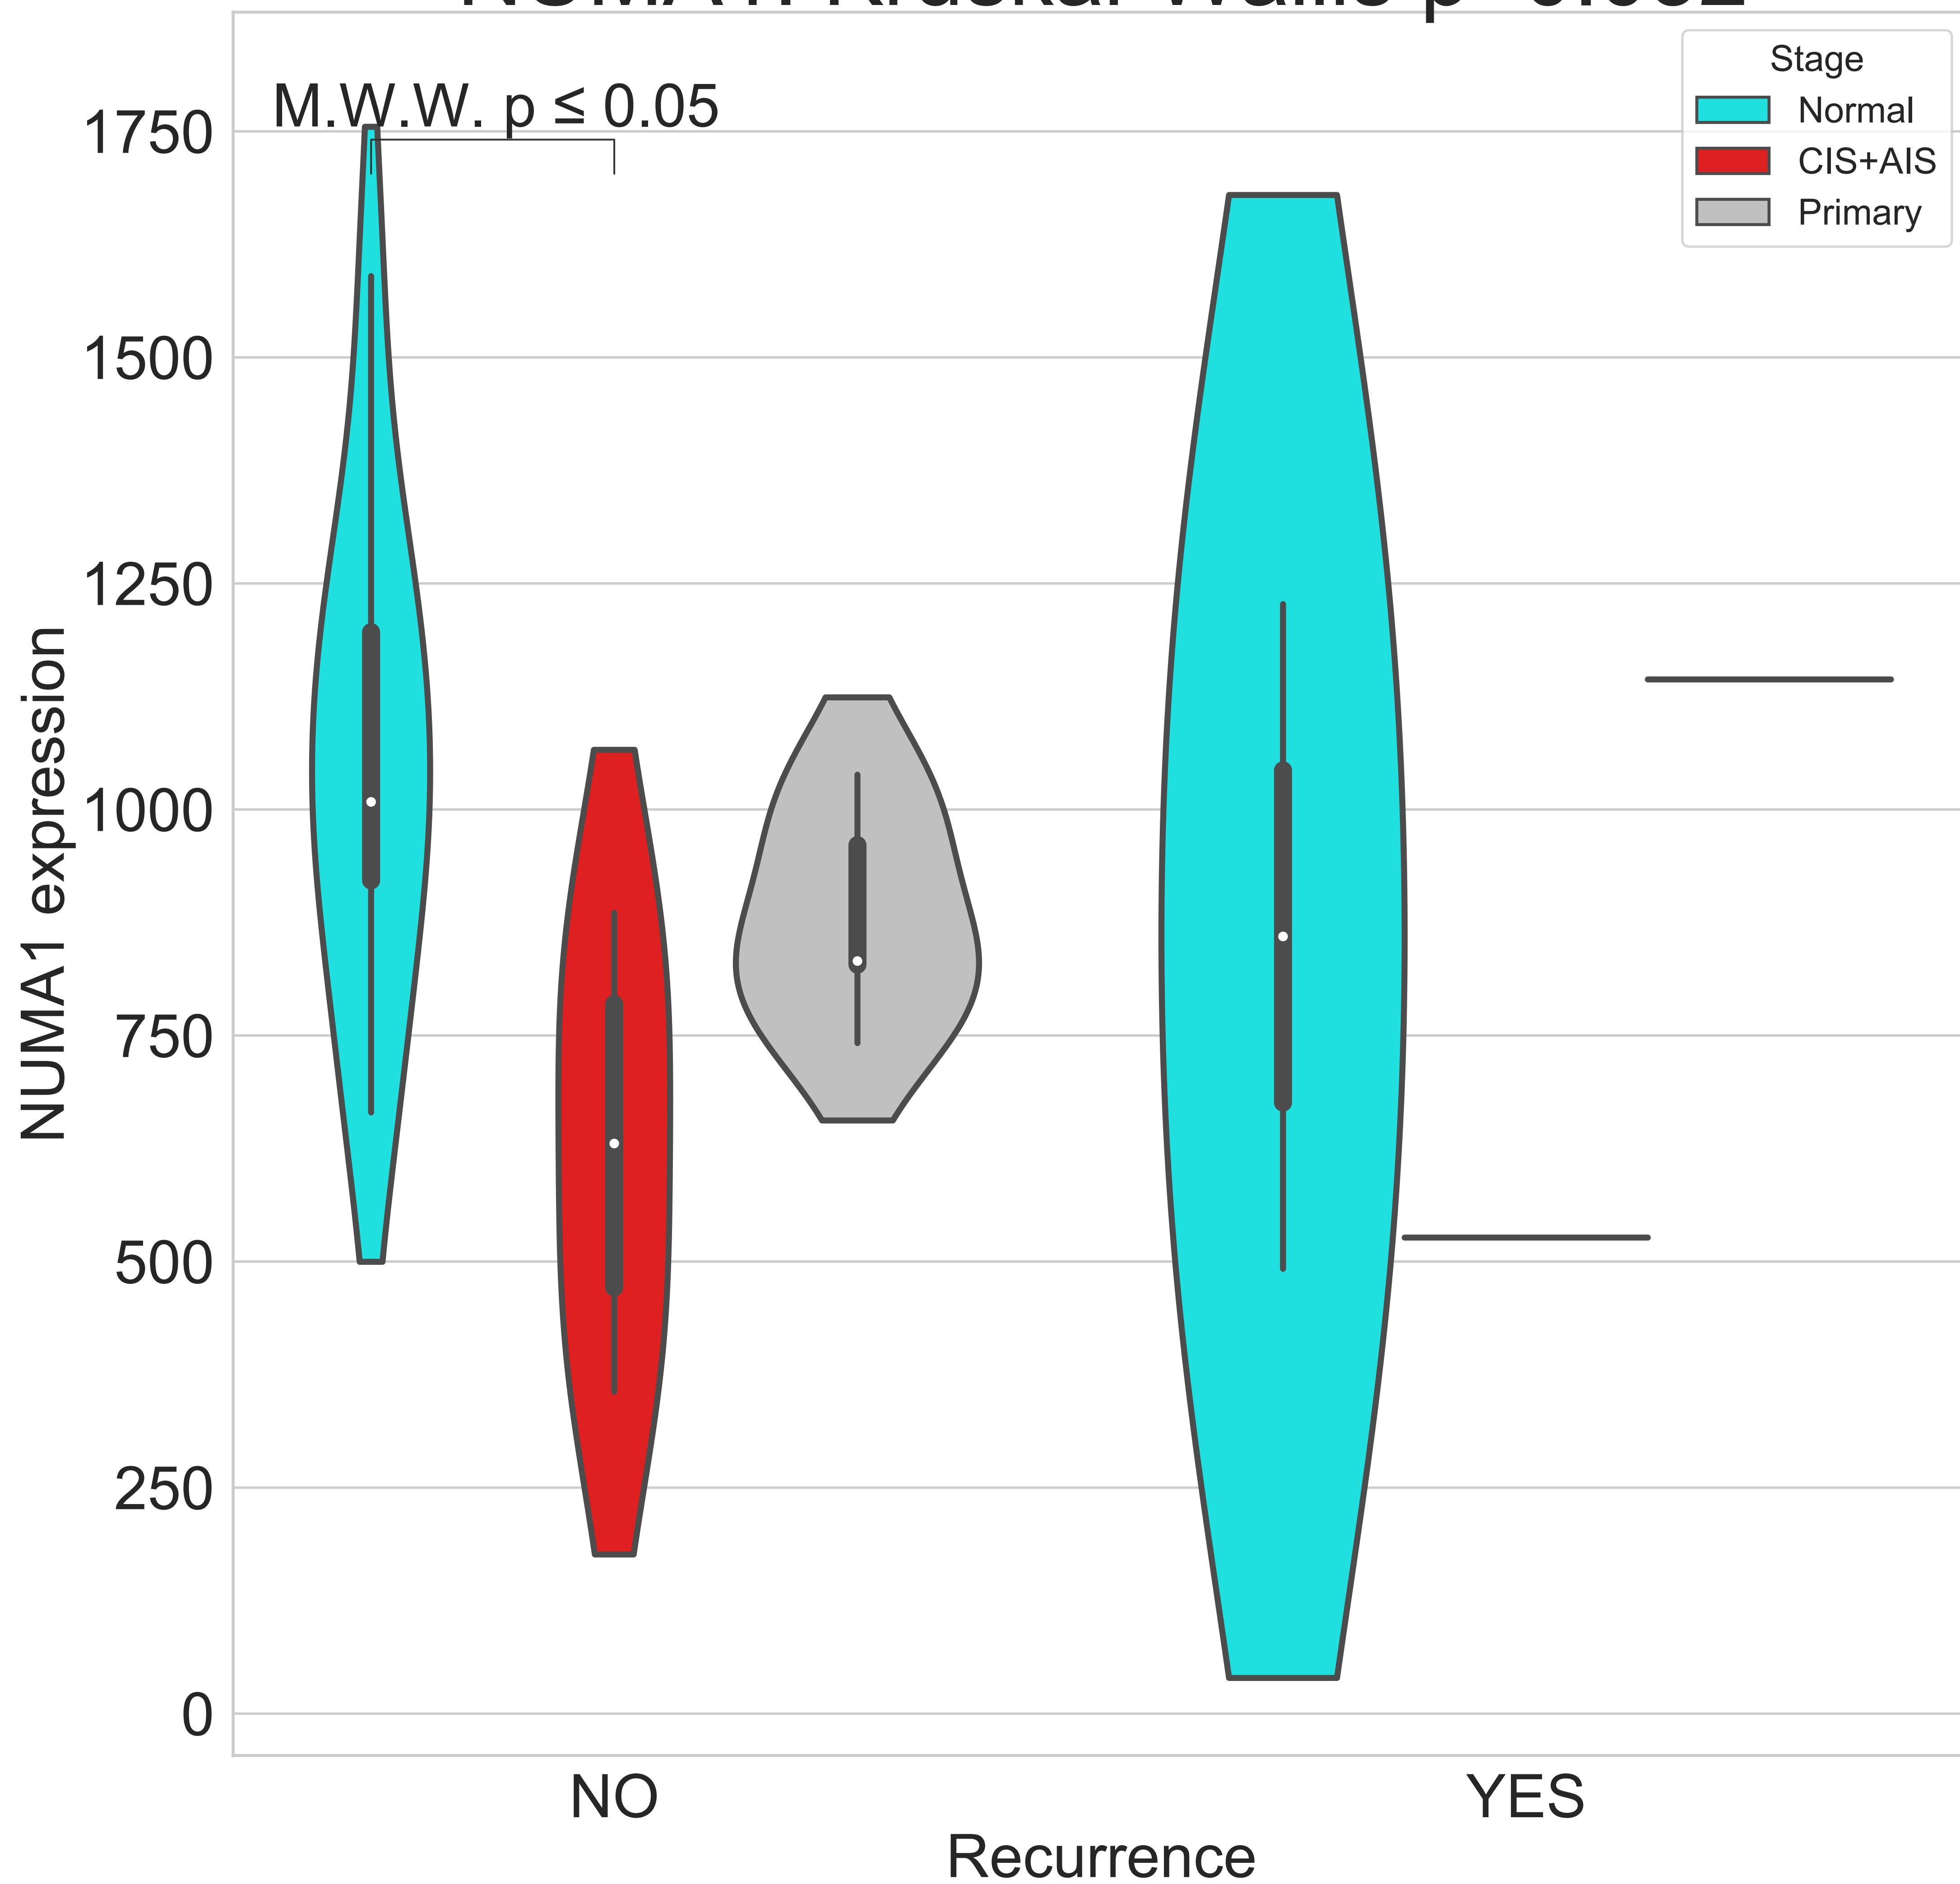 M.W.W. p ≤ 0.05
Stage
Normal
CIS+AIS
Primary
1750
1500
1250
1000
750
500
250
0
NUMA1 expression
NO
YES
Recurrence